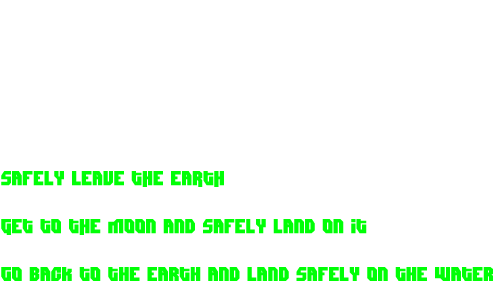 SAFELY LEAVE THE EARTH
GET TO THE MOON AND SAFELY LAND ON IT
GO BACK TO THE EARTH AND LAND SAFELY ON THE WATER